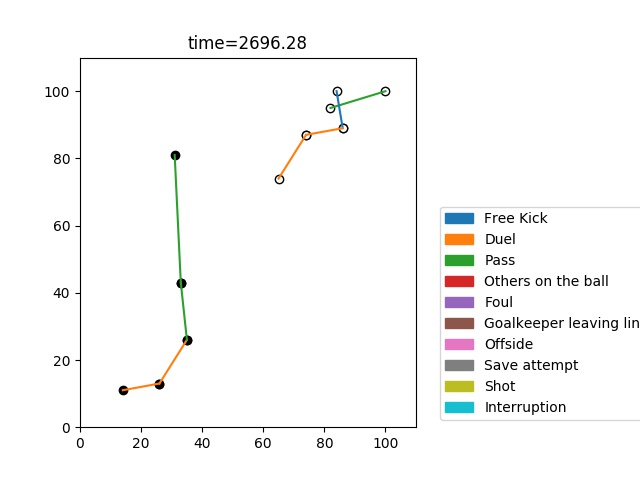 time=2696.28
100
80
60
40
20
0
0 20 40 60 80 100
Free Kick
Duel
Pass
Others on the ball
Foul
Goalkeeper leaving lin
Offside
Save attempt
Shot
Interruption